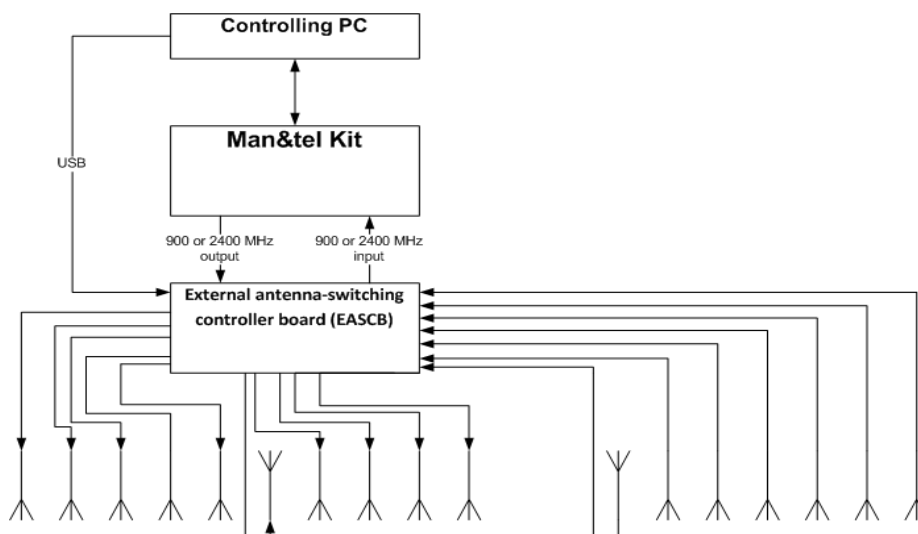 Controlling PC
Man&tel Kit
USB
900 or 2400 MHz
output
900 or 2400 MHz
input
External antenna-switching
controller board (EASCB)